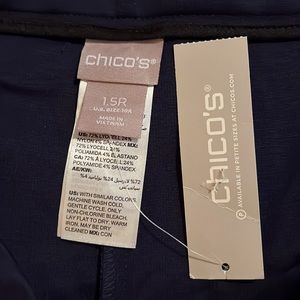 chico's
1.5R
U.S. SIZE 10R
MADE IN
VIETNAM
US: 72% LYOCELL 24%
NYLON 4% SPANDEX MX:
72% LYOCELL 24%
POLIAMIDA 4% ELASTANO
CA: 72% LYOCELL 24%
POLYAMIDE 4% SPANDEX
AE/KW:
US: WITH SIMILAR COLORS,
MACHINE WASH COLD,
GENTLE CYCLE. ONLY
NON-CHLORINE BLEACH,
LAY FLAT TO DRY. WARM
IRON. MAY BE DRY
CLEANED MX: CON
CHICO'S®
AVAILABLE IN PETITE SIZES AT CHICOS.COM